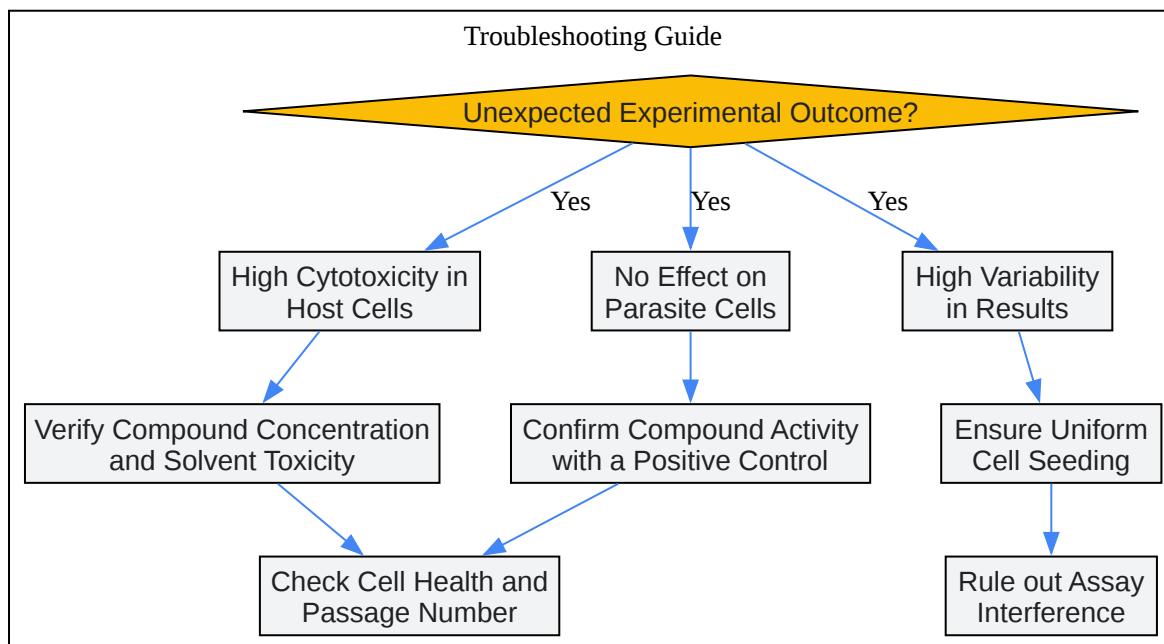 Troubleshooting Guide
Unexpected Experimental Outcome?
Yes
Yes
Yes
High Cytotoxicity in
Host Cells
No Effect on
Parasite Cells
High Variability
in Results
Verify Compound Concentration
and Solvent Toxicity
Confirm Compound Activity
with a Positive Control
Ensure Uniform
Cell Seeding
Check Cell Health and
Passage Number
Rule out Assay
Interference